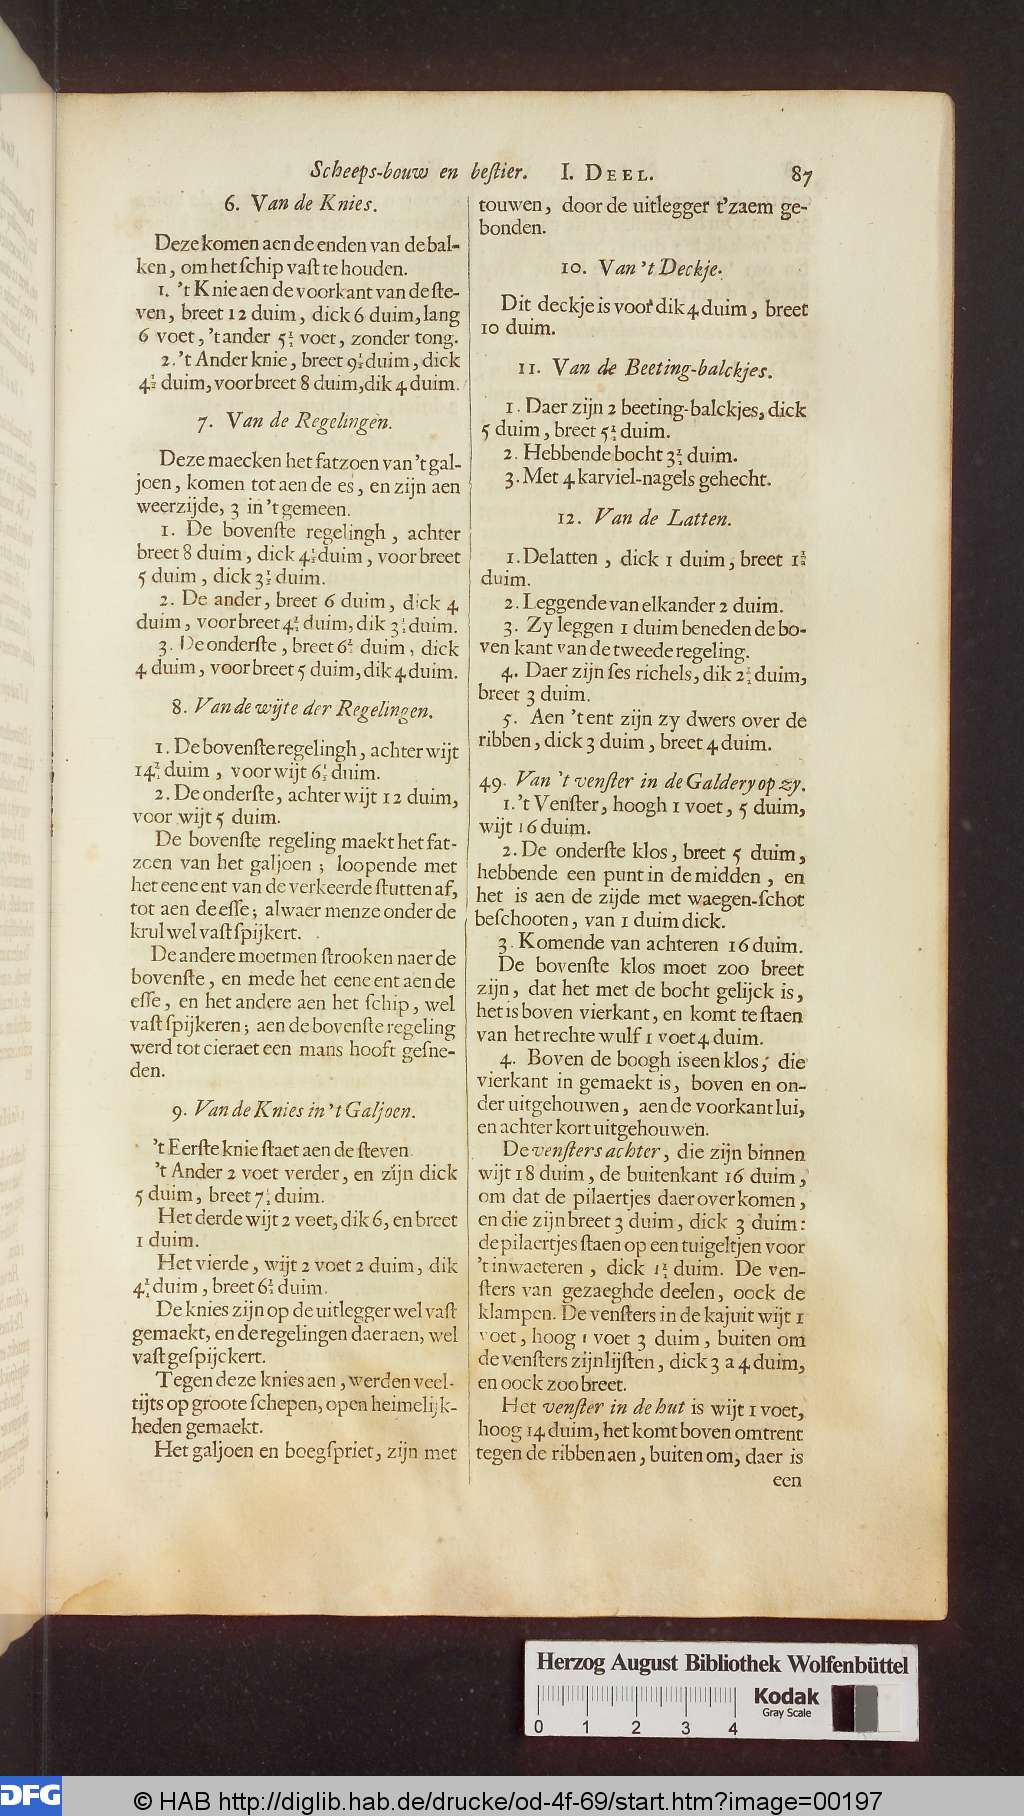 Scheeps-bouw en beſtier. I. DEEL. 87
6. Van de Knies.
Deze komen aen de enden van de bal-
ken, om het ſchip vaſt te houden.
1. 't Knie aen de voorkant van de ſte-
ven, breet 12 duim, dick 6 duim, lang
6 voet, 't ander 5½ voet, zonder tong.
2. 't Ander knie, breet 9½ duim, dick
4½ duim, voor breet 8 duim, dik 4 duim.
7. Van de Regelingen.
Deze maecken het fatzoen van 't gal-
joen, komen tot aen de es, en zijn aen
weerzijde, 3 in 't gemeen.
1. De bovenſte regelingh, achter
breet 8 duim, dick 4½ duim, voor breet
5 duim, dick 3½ duim.
2. De ander, breet 6 duim, dick 4
duim, voor breet 4½ duim, dik 3½ duim.
3. De onderſte, breet 6½ duim, dick
4 duim, voor breet 5 duim, dik 4 duim.
8. Van de wijte der Regelingen.
1. De bovenſte regelingh, achter wijt
14½ duim, voor wijt 6½ duim.
2. De onderſte, achter wijt 12 duim,
voor wijt 5 duim.
De bovenſte regeling maekt het fat-
zoen van het galjoen; loopende met
het eene ent van de verkeerde ſtutten af,
tot aen de eſſe; alwaer menze onder de
krul wel vaſt ſpijkert.
De andere moetmen ſtrooken naer de
bovenſte, en mede het eene ent aen de
eſſe, en het andere aen het ſchip, wel
vaſt ſpijkeren; aen de bovenſte regeling
werd tot cieraet een mans hooft geſne-
den.
9. Van de Knies in 't Galjoen.
't Eerſte knie ſtaet aen de ſteven.
't Ander 2 voet verder, en zijn dick
5 duim, breet 7½ duim.
Het derde wijt 2 voet, dik 6, en breet
1 duim.
Het vierde, wijt 2 voet 2 duim, dik
4½ duim, breet 6½ duim.
De knies zijn op de uitlegger wel vaſt
gemaekt, en de regelingen daer aen, wel
vaſt geſpijckert.
Tegen deze knies aen, werden veel-
tijts op groote ſchepen, open heimelijk-
heden gemaekt.
Het galjoen en boegſpriet, zijn met
touwen, door de uitlegger t'zaem ge-
bonden.
10. Van 't Deckje.
Dit deckje is voor dik 4 duim, breet
10 duim.
11. Van de Beeting-balckjes.
1. Daer zijn 2 beeting-balckjes, dick
5 duim, breet 5½ duim.
2. Hebbende bocht 3½ duim.
3. Met 4 karviel-nagels gehecht.
12. Van de Latten.
1. De latten, dick 1 duim, breet 1½
duim.
2. Leggende van elkander 2 duim.
3. Zy leggen 1 duim beneden de bo-
ven kant van de tweede regeling.
4. Daer zijn ſes richels, dik 2½ duim,
breet 3 duim.
5. Aen 't ent zijn zy dwers over de
ribben, dick 3 duim, breet 4 duim.
49. Van 't venſter in de Galdery op zy.
1. 't Venſter, hoogh 1 voet, 5 duim,
wijt 16 duim.
2. De onderſte klos, breet 5 duim,
hebbende een punt in de midden, en
het is aen de zijde met waegen-ſchot
beſchooten, van 1 duim dick.
3. Komende van achteren 16 duim.
De bovenſte klos moet zoo breet
zijn, dat het met de bocht gelijck is,
het is boven vierkant, en komt te ſtaen
van het rechte wulf 1 voet 4 duim.
4. Boven de boogh is een klos, die
vierkant in gemaekt is, boven en on-
der uitgehouwen, aen de voorkant lui,
en achter kort uitgehouwen.
De venſters achter, die zijn binnen
wijt 18 duim, de buitenkant 16 duim,
om dat de pilaertjes daer over komen,
en die zijn breet 3 duim, dick 3 duim:
de pilaertjes ſtaen op een tuigeltjen voor
't inwaeteren, dick 1½ duim. De ven-
ſters van gezaeghde deelen, oock de
klampen. De venſters in de kajuit wijt 1
voet, hoog 1 voet 3 duim, buiten om
de venſters zijn lijſten, dick 3 a 4 duim,
en oock zoo breet.
Het venſter in de hut is wijt 1 voet,
hoog 14 duim, het komt boven omtrent
tegen de ribben aen, buiten om, daer is
een
Herzog August Bibliothek Wolfenbüttel
0 1 2 3 4
Kodak
Gray Scale
DFG © HAB http://diglib.hab.de/drucke/od-4f-69/start.htm?image=00197